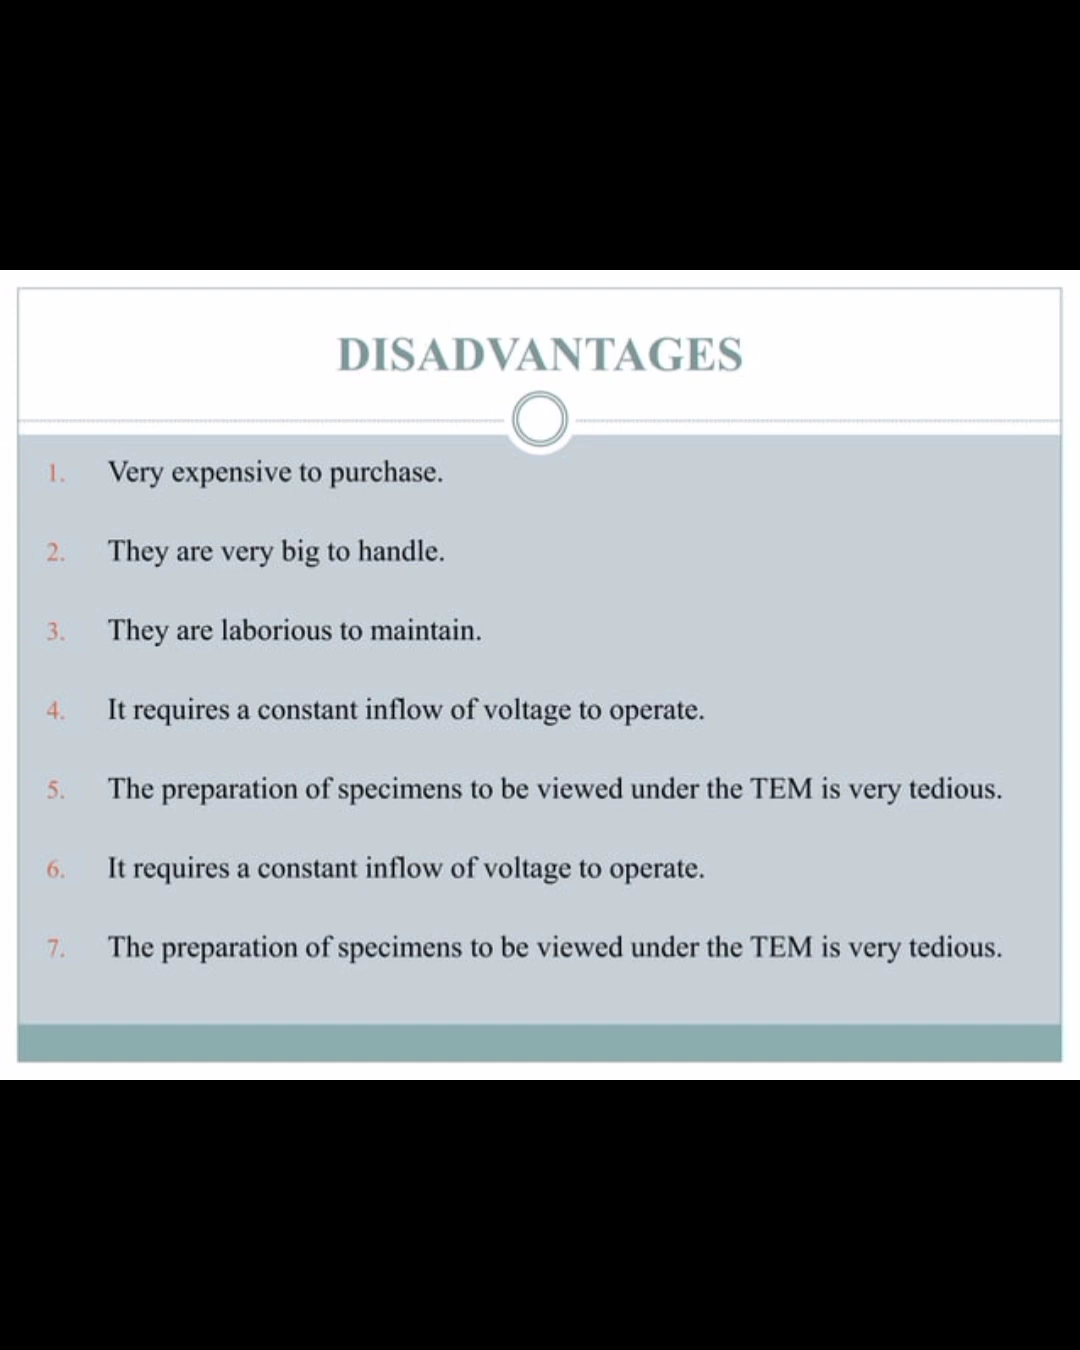 DISADVANTAGES
1. Very expensive to purchase.
2. They are very big to handle.
3. They are laborious to maintain.
4. It requires a constant inflow of voltage to operate.
5. The preparation of specimens to be viewed under the TEM is very tedious.
6. It requires a constant inflow of voltage to operate.
7. The preparation of specimens to be viewed under the TEM is very tedious.